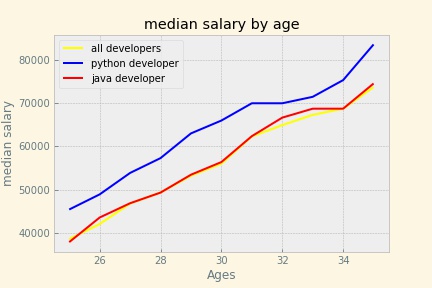 median salary by age
all developers
python developer
java developer
80000
70000
60000
50000
40000
median salary
26 28 30 32 34
Ages